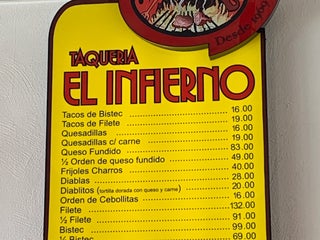 Desde 1969
TAQUERIA
EL INFIERNO
Tacos de Bistec 16.00
Tacos de Filete 19.00
Quesadillas 16.00
Quesadillas c/ carne 19.00
Queso Fundido 83.00
½ Orden de queso fundido 49.00
Frijoles Charros 40.00
Diablas 28.00
Diablitos (tortilla dorada con queso y carne) 20.00
Orden de Cebollitas 16.00
Filete 132.00
½ Filete 91.00
Bistec 99.00
½ Bistec 69.00